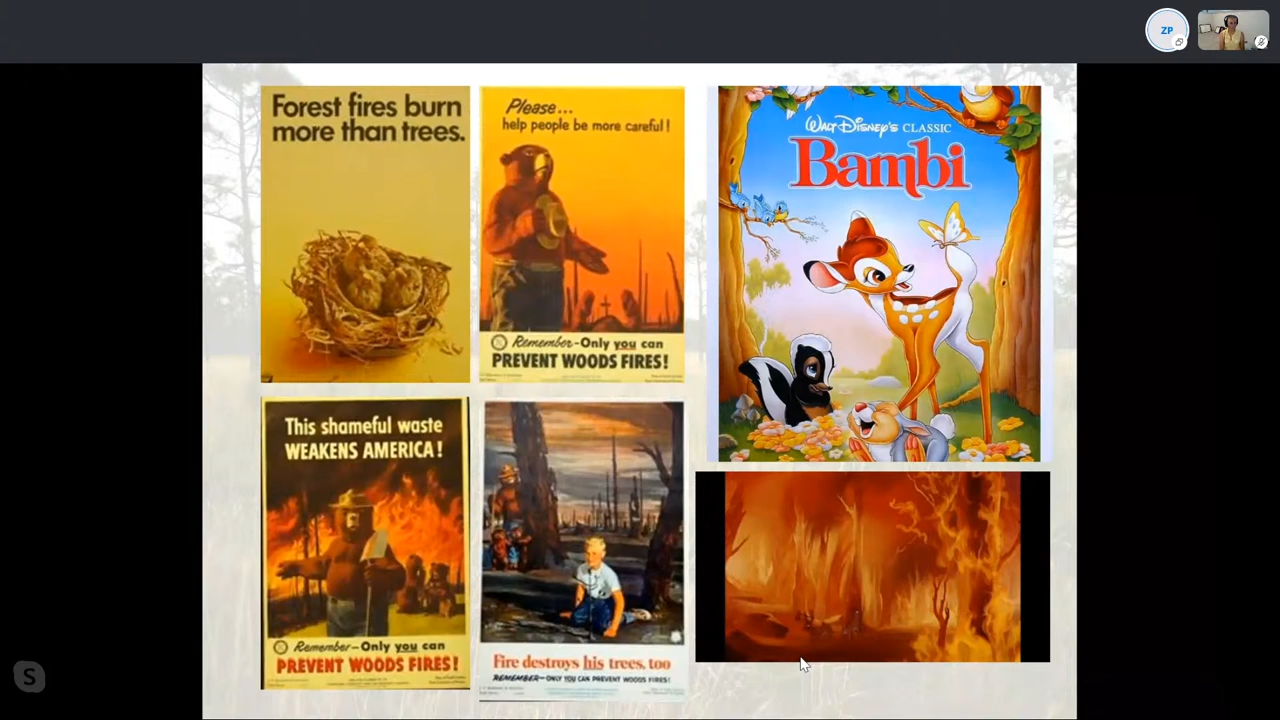 ZP
Forest fires burn
more than trees.
Please...
help people be more careful!
Remember-Only you can
PREVENT WOODS FIRES!
WALT DISNEY'S CLASSIC
Bambi
This shameful waste
WEAKENS AMERICA!
Remember-Only you can
PREVENT WOODS FIRES!
Fire destroys his trees, too
REMEMBER-ONLY YOU CAN PREVENT WOODS FIRES!
S